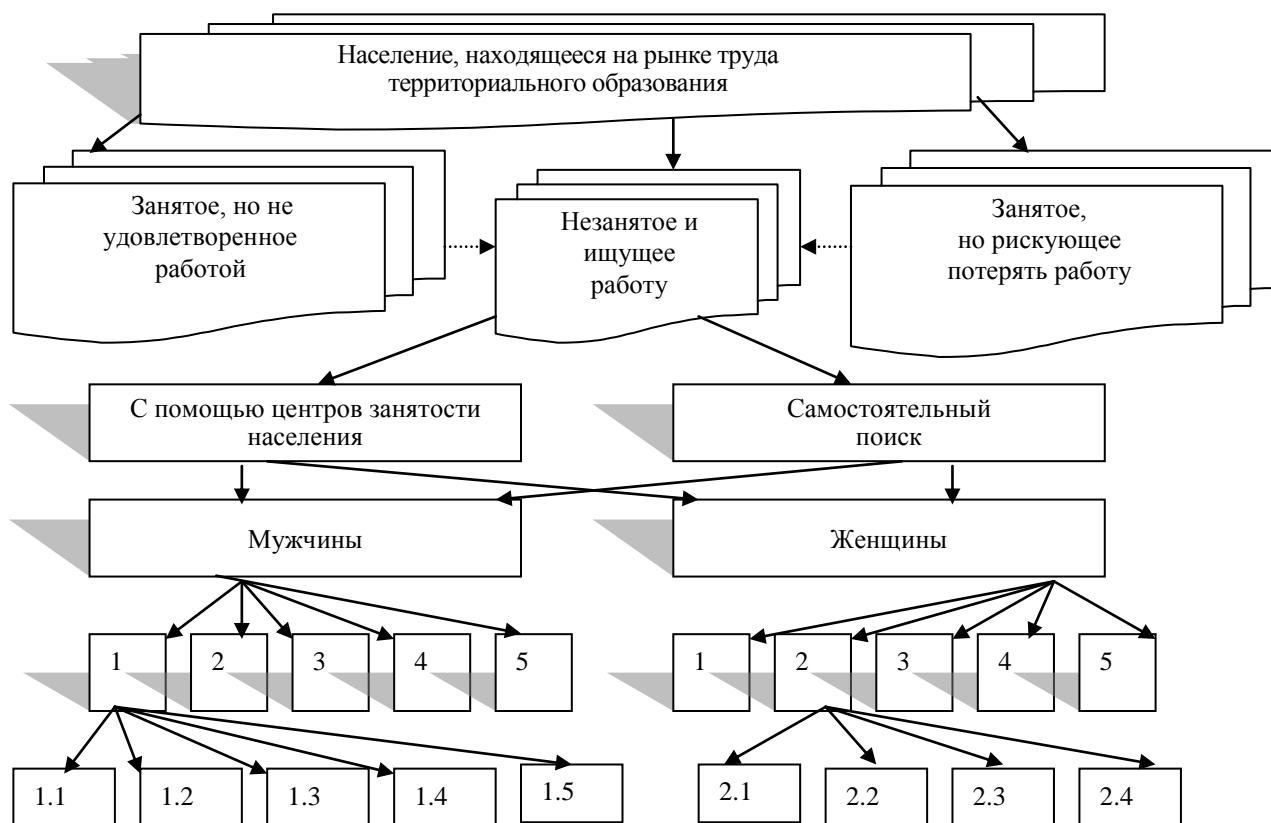 Население, находящееся на рынке труда
территориального образования
Занятое, но не
удовлетворенное
работой
Незанятое и
ищущее
работу
Занятое,
но рискующее
потерять работу
С помощью центров занятости
населения
Самостоятельный
поиск
Мужчины
Женщины
1 2 3 4 5
1 2 3 4 5
1.1 1.2 1.3 1.4 1.5
2.1 2.2 2.3 2.4